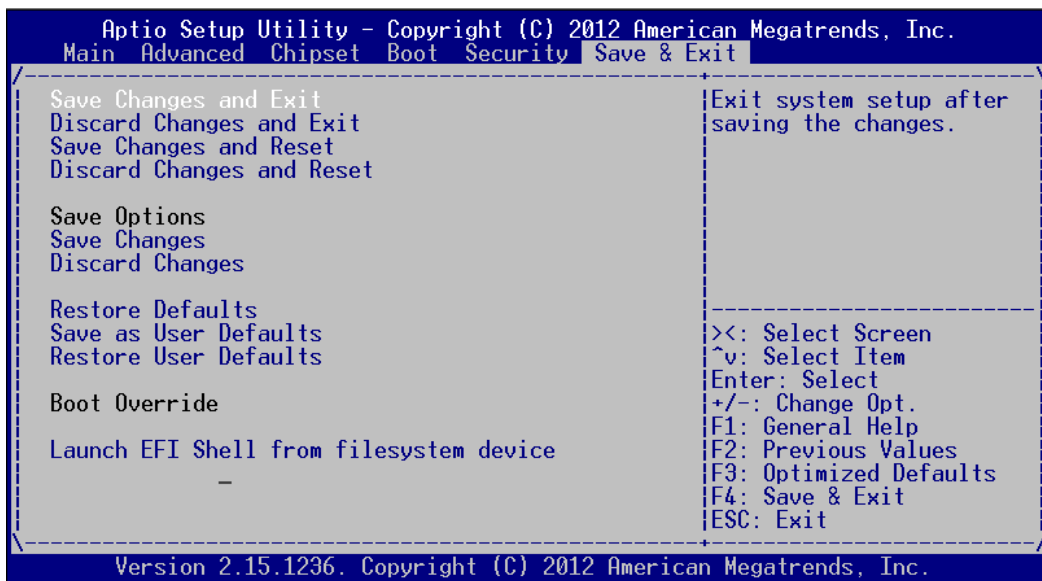 Aptio Setup Utility - Copyright (C) 2012 American Megatrends, Inc.
Main Advanced Chipset Boot Security Save & Exit
Save Changes and Exit
Discard Changes and Exit
Save Changes and Reset
Discard Changes and Reset
Save Options
Save Changes
Discard Changes
Restore Defaults
Save as User Defaults
Restore User Defaults
Boot Override
Launch EFI Shell from filesystem device
Exit system setup after
saving the changes.
><: Select Screen
^v: Select Item
Enter: Select
+/-: Change Opt.
F1: General Help
F2: Previous Values
F3: Optimized Defaults
F4: Save & Exit
ESC: Exit
Version 2.15.1236. Copyright (C) 2012 American Megatrends, Inc.